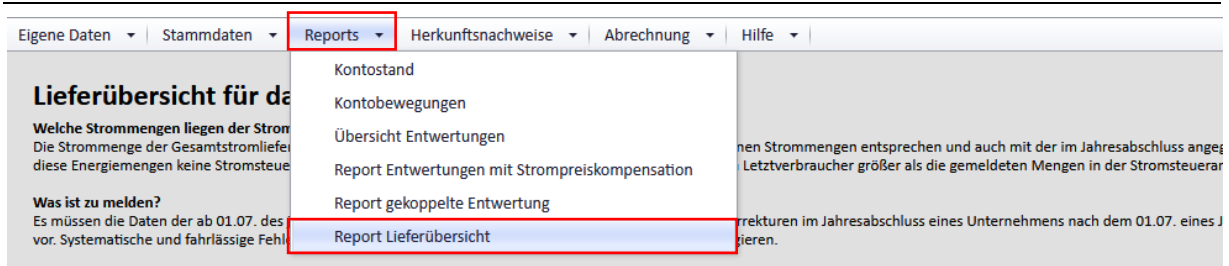 Eigene Daten Stammdaten Reports Herkunftsnachweise Abrechnung Hilfe
Kontostand
Lieferübersicht für da
Kontobewegungen
Welche Strommengen liegen der Stron
Übersicht Entwertungen
Die Strommenge der Gesamtstromliefer nen Strommengen entsprechen und auch mit der im Jahresabschluss angeg
diese Energiemengen keine Stromsteue Report Entwertungen mit Strompreiskompensation Letztverbraucher größer als die gemeldeten Mengen in der Stromsteuerar
Was ist zu melden? Report gekoppelte Entwertung
Es müssen die Daten der ab 01.07. des rrekturen im Jahresabschluss eines Unternehmens nach dem 01.07. eines J
Report Lieferübersicht
vor. Systematische und fahrlässige Fehl gieren.